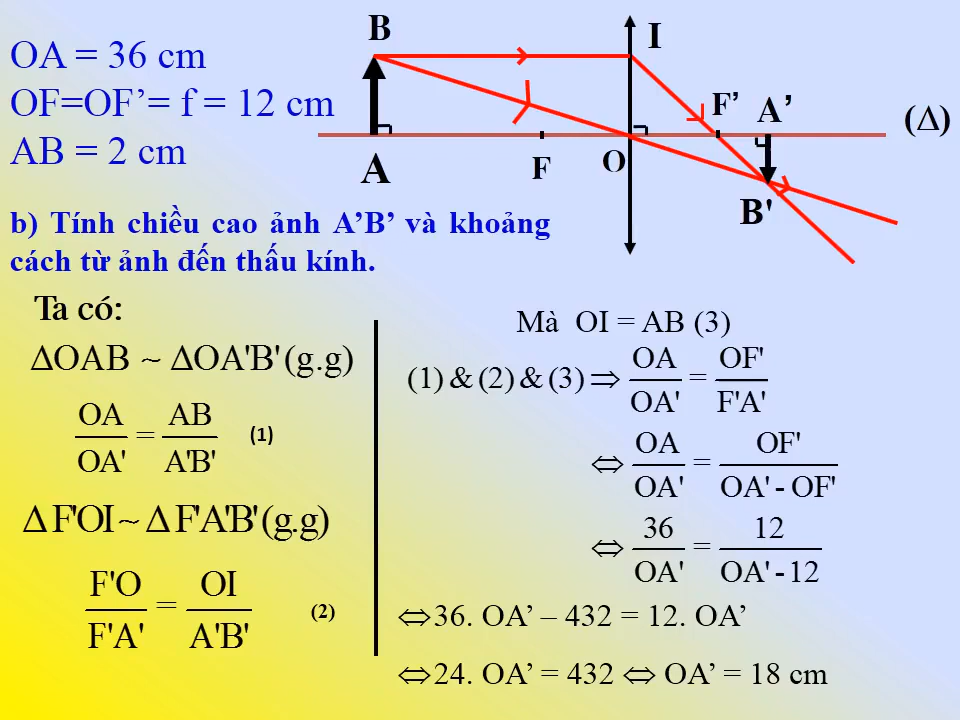 OA = 36 cm
OF=OF’= f = 12 cm
AB = 2 cm
B
I
F’
A’
(Δ)
A
F
O
B'
b) Tính chiều cao ảnh A’B’ và khoảng
cách từ ảnh đến thấu kính.
Ta có:
ΔOAB ~ ΔOA'B' (g.g)
OA/OA' = AB/A'B' (1)
Δ F'OI ~ Δ F'A'B' (g.g)
F'O/F'A' = OI/A'B' (2)
Mà OI = AB (3)
(1) & (2) & (3) ⇒ OA/OA' = OF'/F'A'
⇔ OA/OA' = OF'/(OA' - OF')
⇔ 36/OA' = 12/(OA' - 12)
⇔ 36. OA’ – 432 = 12. OA’
⇔ 24. OA’ = 432 ⇔ OA’ = 18 cm